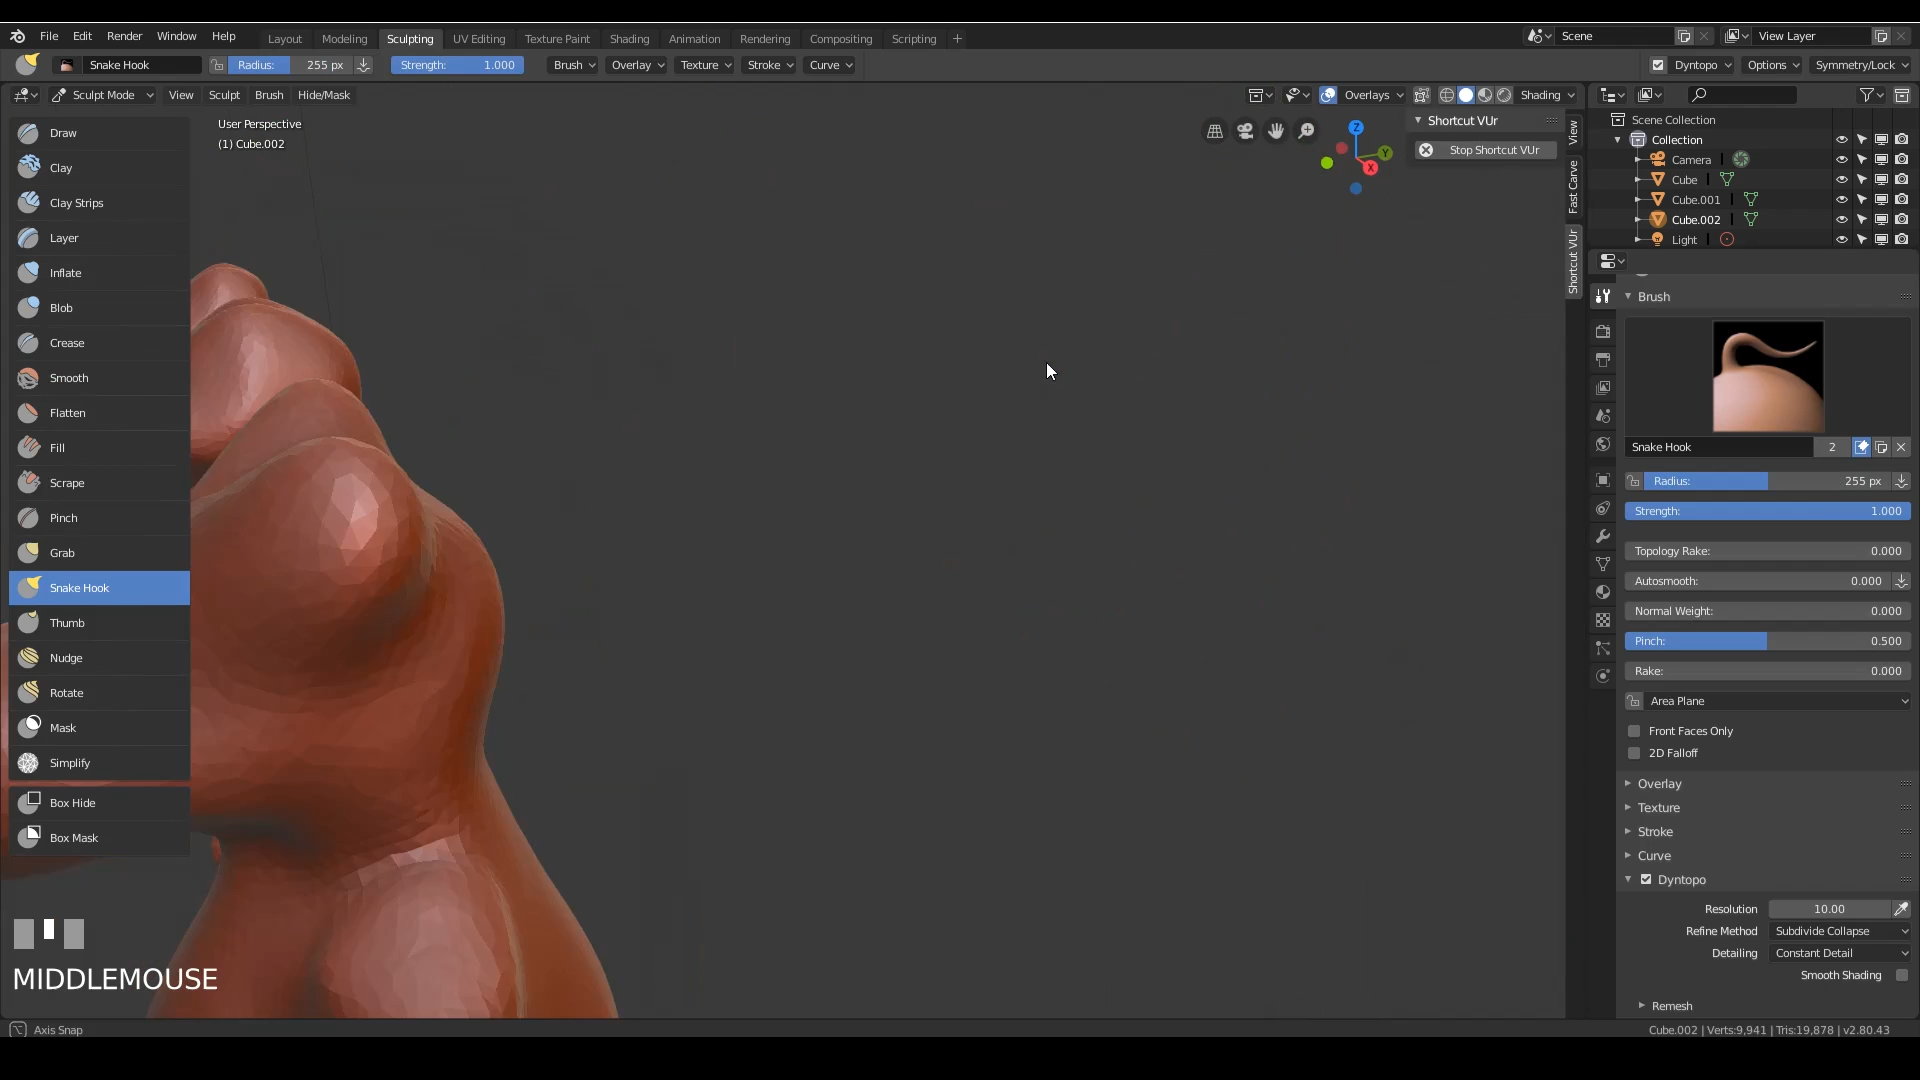 File Edit Render Window Help Layout Modeling Sculpting UV Editing Texture Paint Shading Animation Rendering Compositing Scripting + Scene View Layer
Snake Hook Radius: 255 px Strength: 1.000 Brush Overlay Texture Stroke Curve Dyntopo Options Symmetry/Lock
Sculpt Mode View Sculpt Brush Hide/Mask Overlays Shading
User Perspective
(1) Cube.002
Draw
Clay
Clay Strips
Layer
Inflate
Blob
Crease
Smooth
Flatten
Fill
Scrape
Pinch
Grab
Snake Hook
Thumb
Nudge
Rotate
Mask
Simplify
Box Hide
Box Mask
MIDDLEMOUSE
Axis Snap
Z
Y
X
Shortcut VUr
Stop Shortcut VUr
View
Fast Carve
Shortcut VUr
Scene Collection
Collection
Camera
Cube
Cube.001
Cube.002
Light
Brush
Snake Hook 2
Radius: 255 px
Strength: 1.000
Topology Rake: 0.000
Autosmooth: 0.000
Normal Weight: 0.000
Pinch: 0.500
Rake: 0.000
Area Plane
Front Faces Only
2D Falloff
Overlay
Texture
Stroke
Curve
Dyntopo
Resolution 10.00
Refine Method Subdivide Collapse
Detailing Constant Detail
Smooth Shading
Remesh
Cube.002 | Verts:9,941 | Tris:19,878 | v2.80.43